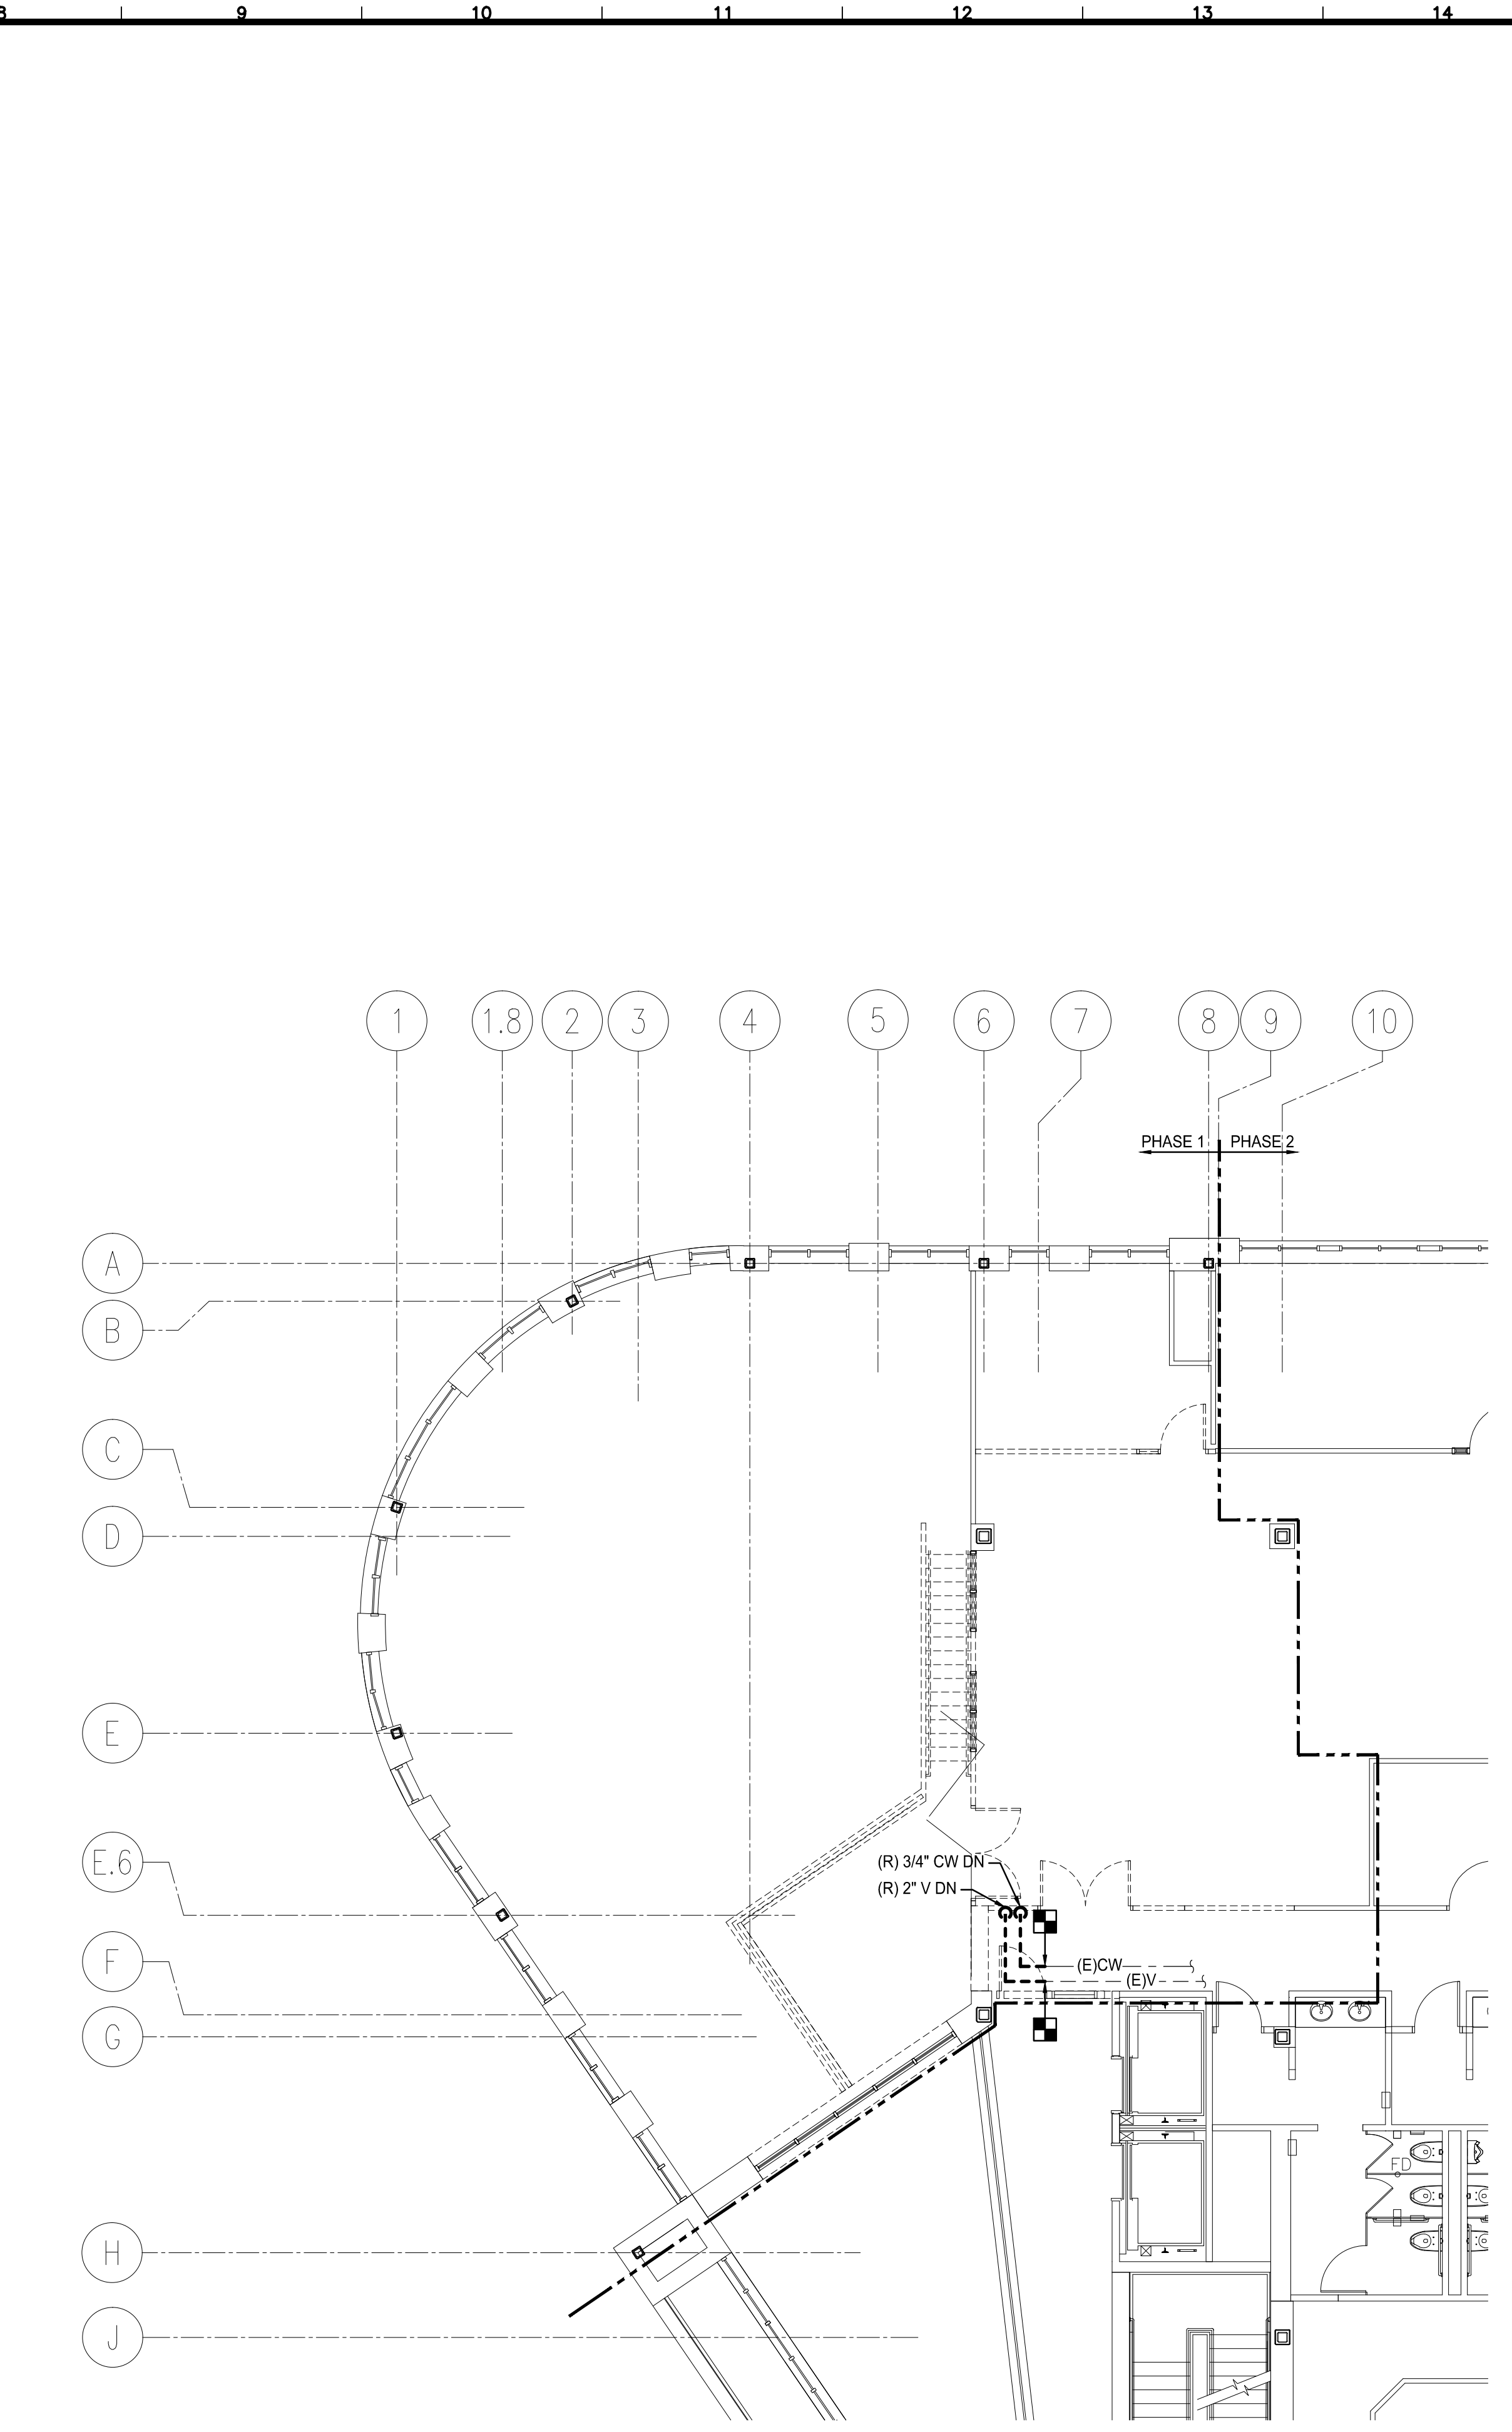 8 9 10 11 12 13 14
1 1.8 2 3 4 5 6 7 8 9 10
PHASE 1 PHASE 2
A
B
C
D
E
E.6
(R) 3/4" CW DN
(R) 2" V DN
F
(E)CW
(E)V
G
FD
H
J